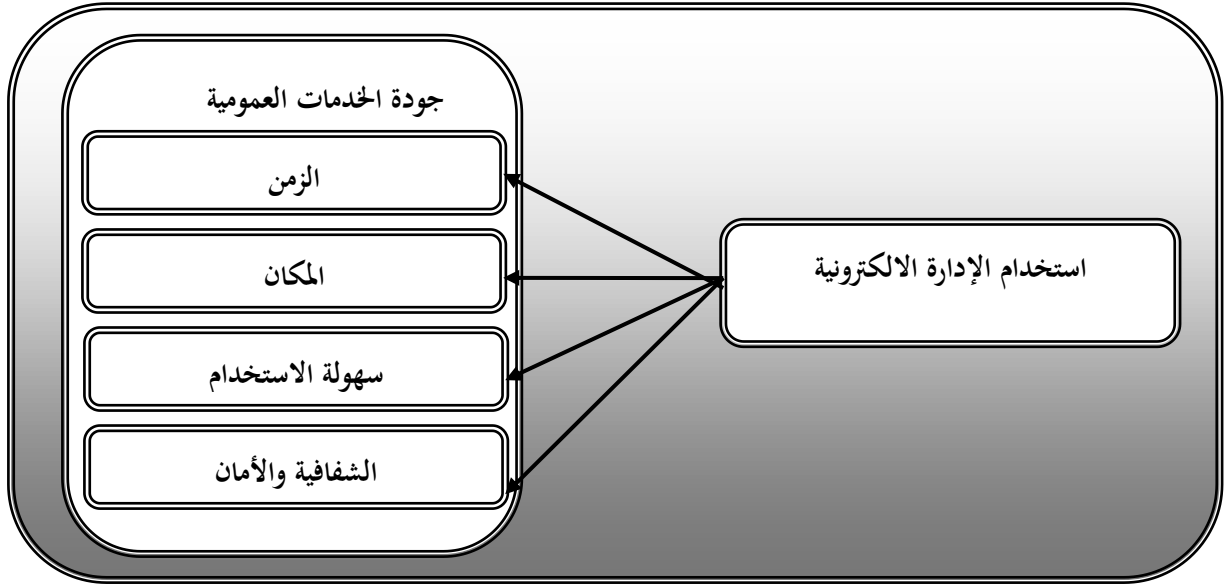 جودة الخدمات العمومية
الزمن
المكان
سهولة الاستخدام
الشفافية والأمان
استخدام الإدارة الالكترونية